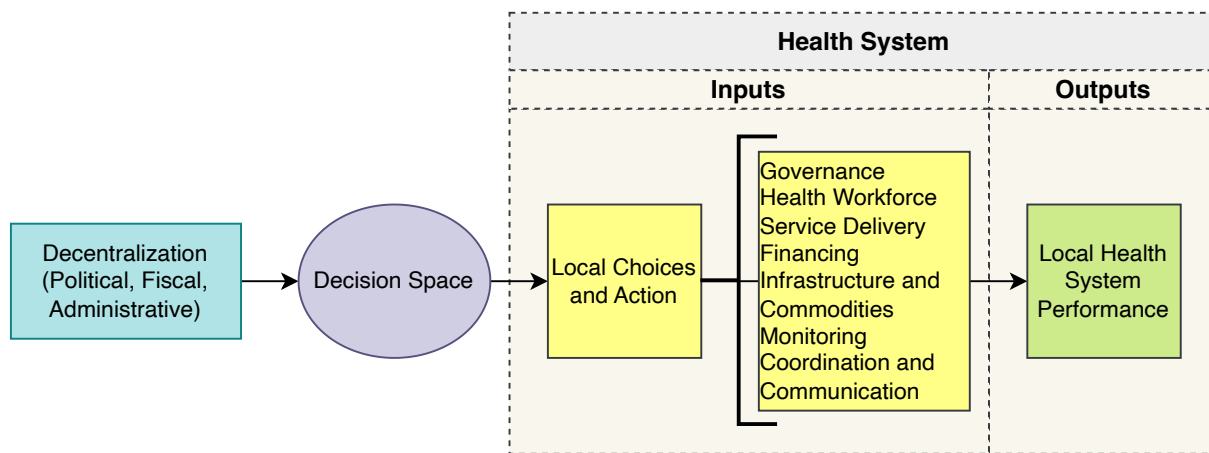 Health System
Inputs
Outputs
Decentralization
(Political, Fiscal,
Administrative)
Decision Space
Local Choices
and Action
Governance
Health Workforce
Service Delivery
Financing
Infrastructure and
Commodities
Monitoring
Coordination and
Communication
Local Health
System
Performance